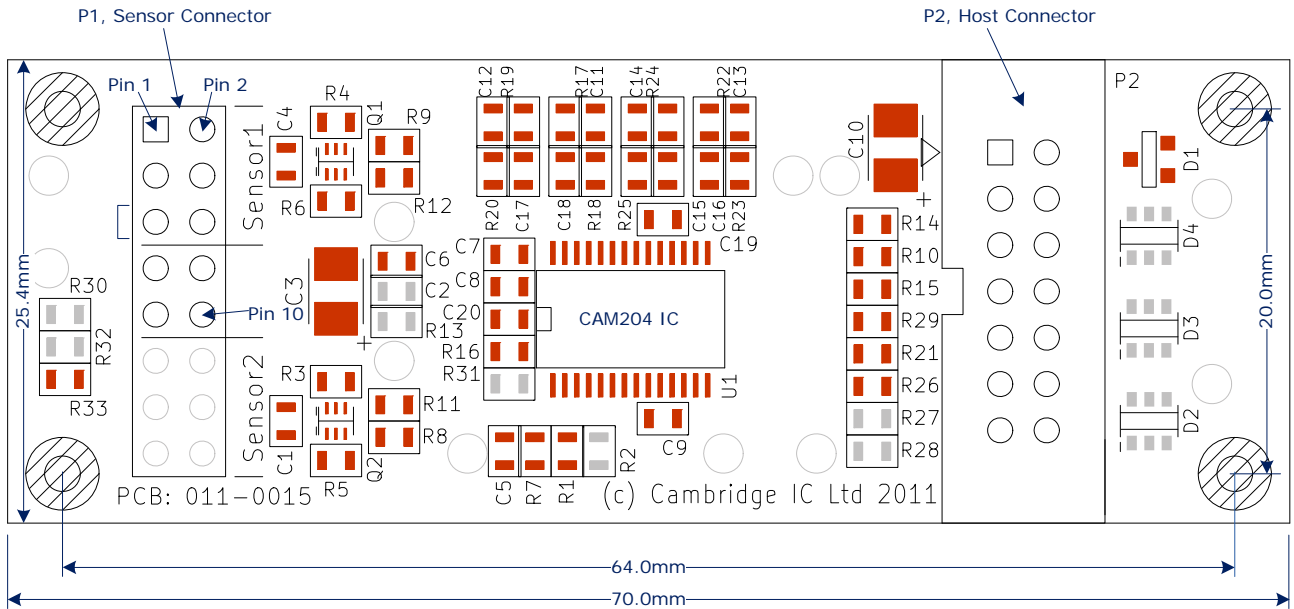 P1, Sensor Connector
P2, Host Connector
Pin 1
Pin 2
Pin 10
Sensor1
Sensor2
25.4mm
R30
R32
R33
C4
R4
Q1
R9
R6
R12
C3
+
C6
C2
R13
R3
R11
R8
C1
R5
Q2
C12
R19
R17
C11
C14
R24
R22
C13
R20
C17
C18
R18
R25
C15
C16
R23
C19
C7
C8
C20
R16
R31
CAM204 IC
U1
C9
C5
R7
R1
R2
C10
+
R14
R10
R15
R29
R21
R26
R27
R28
P2
D1
D4
D3
D2
20.0mm
PCB: 011-0015
(c) Cambridge IC Ltd 2011
64.0mm
70.0mm